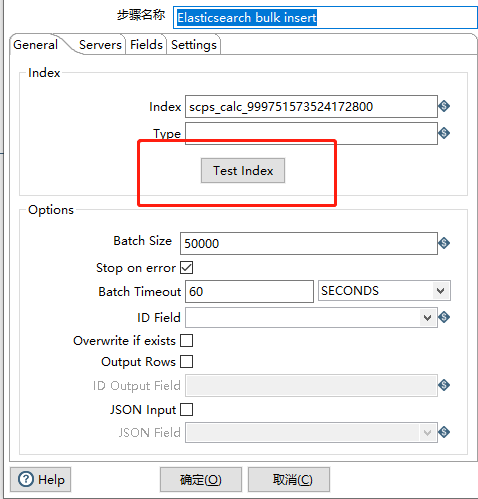 步骤名称 Elasticsearch bulk insert
General Servers Fields Settings
Index
Index scps_calc_999751573524172800
Type
Test Index
Options
Batch Size 50000
Stop on error
Batch Timeout 60 SECONDS
ID Field
Overwrite if exists
Output Rows
ID Output Field
JSON Input
JSON Field
Help 确定(O) 取消(C)